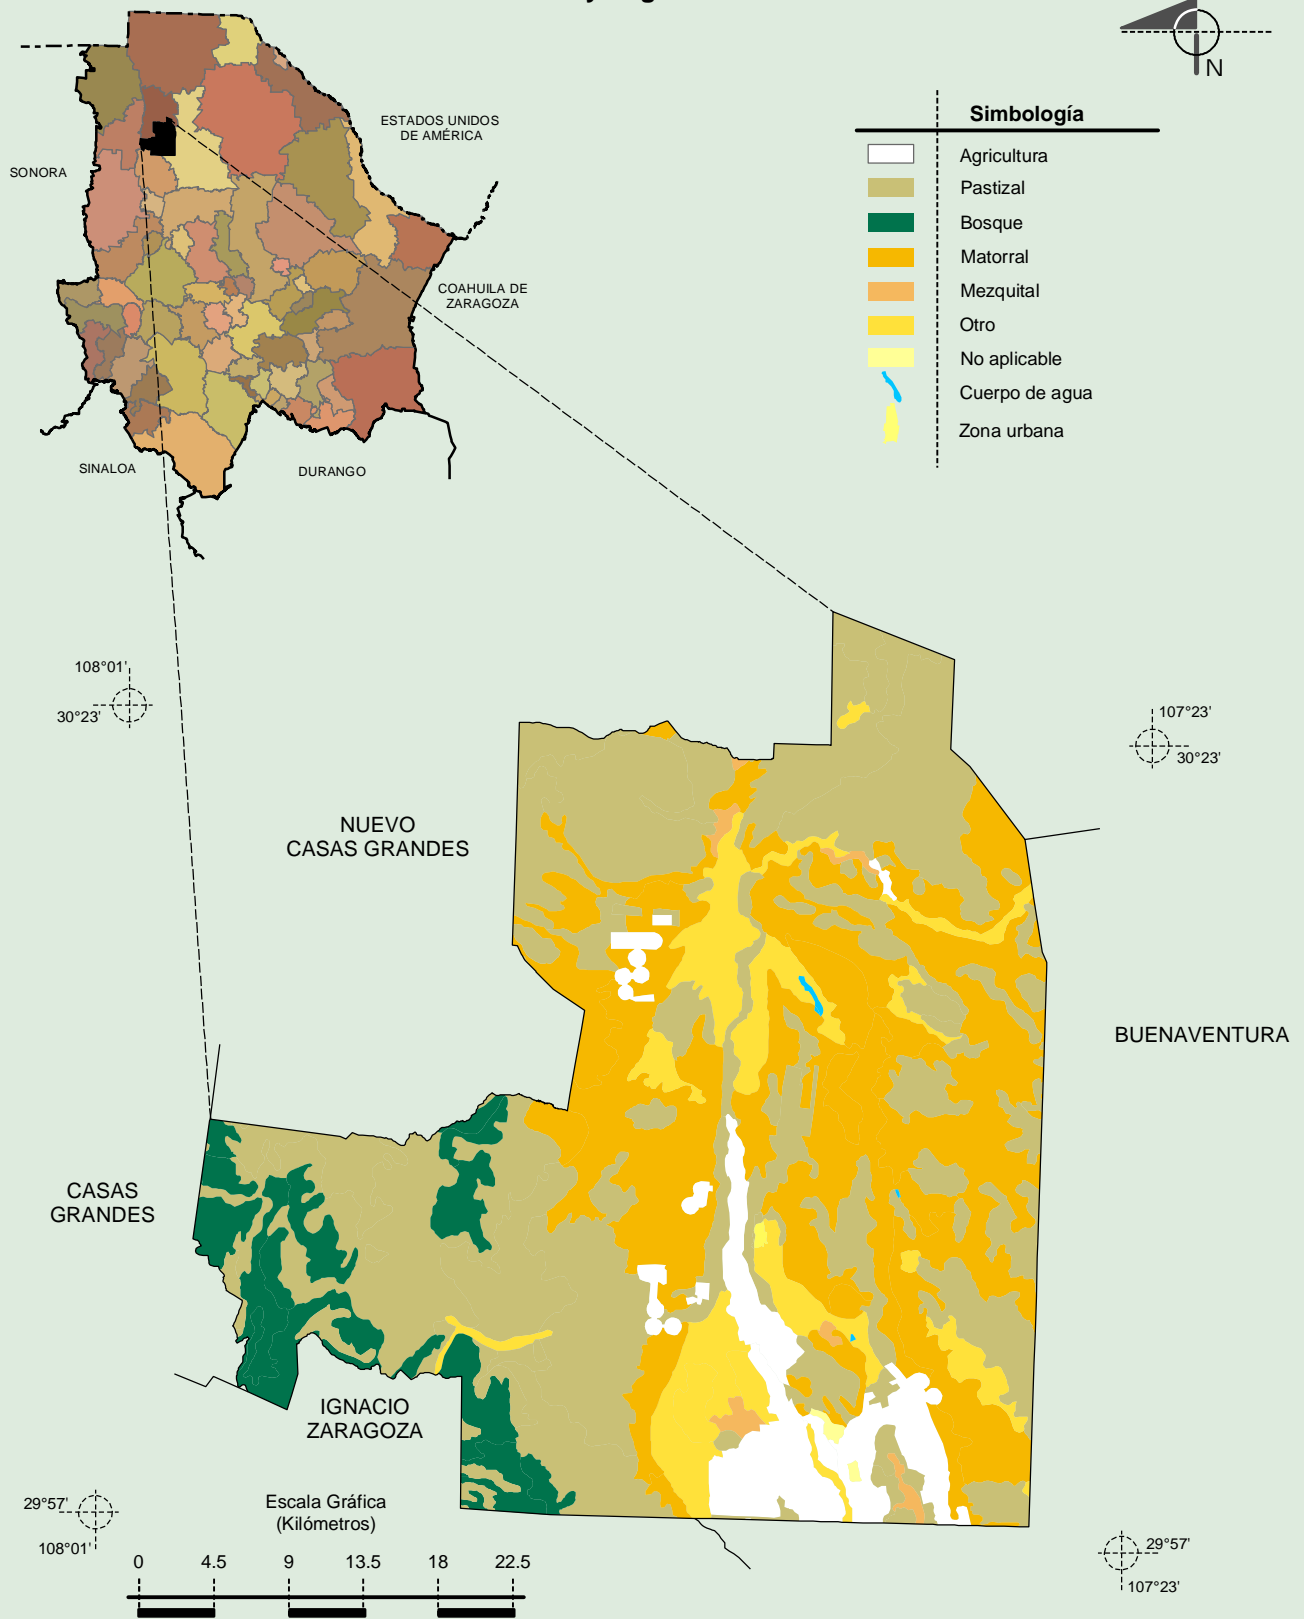 N
Simbología
Agricultura
Pastizal
Bosque
Matorral
Mezquital
Otro
No aplicable
Cuerpo de agua
Zona urbana
ESTADOS UNIDOS
DE AMÉRICA
SONORA
COAHUILA DE
ZARAGOZA
SINALOA
DURANGO
108°01'
30°23'
107°23'
30°23'
NUEVO
CASAS GRANDES
BUENAVENTURA
CASAS
GRANDES
IGNACIO
ZARAGOZA
29°57'
108°01'
29°57'
107°23'
Escala Gráfica
(Kilómetros)
0 4.5 9 13.5 18 22.5